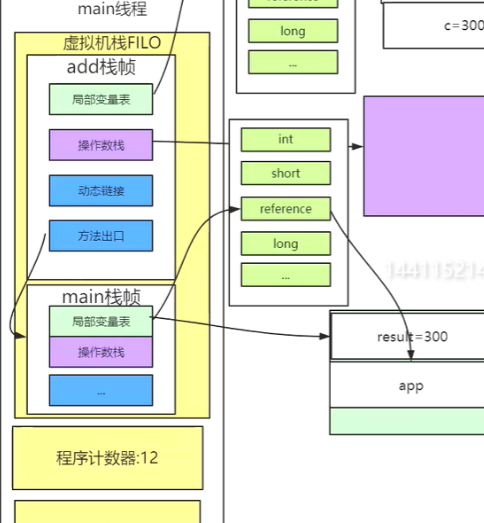 main线程
虚拟机栈FILO
add栈帧
局部变量表
操作数栈
动态链接
方法出口
main栈帧
局部变量表
操作数栈
...
程序计数器:12
long
...
int
short
reference
long
...
c=300
144115214
result=300
app